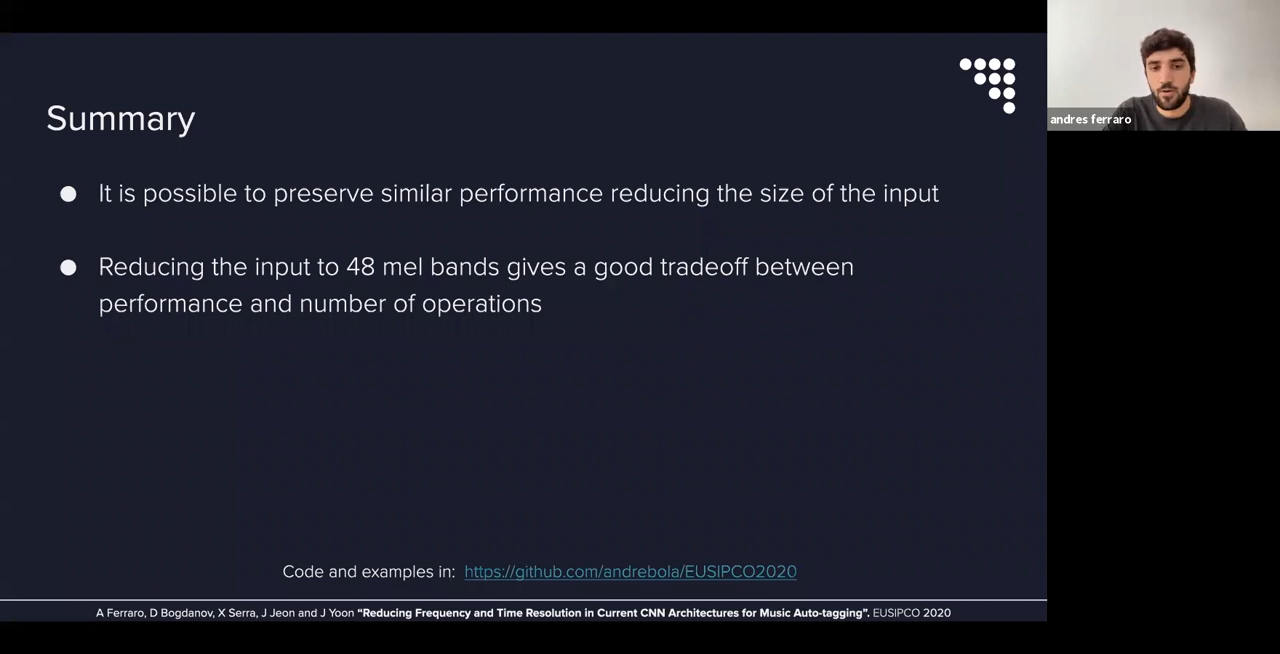 Summary
● It is possible to preserve similar performance reducing the size of the input
● Reducing the input to 48 mel bands gives a good tradeoff between
performance and number of operations
Code and examples in: https://github.com/andrebola/EUSIPCO2020
A Ferraro, D Bogdanov, X Serra, J Jeon and J Yoon “Reducing Frequency and Time Resolution in Current CNN Architectures for Music Auto-tagging”. EUSIPCO 2020
andres ferraro